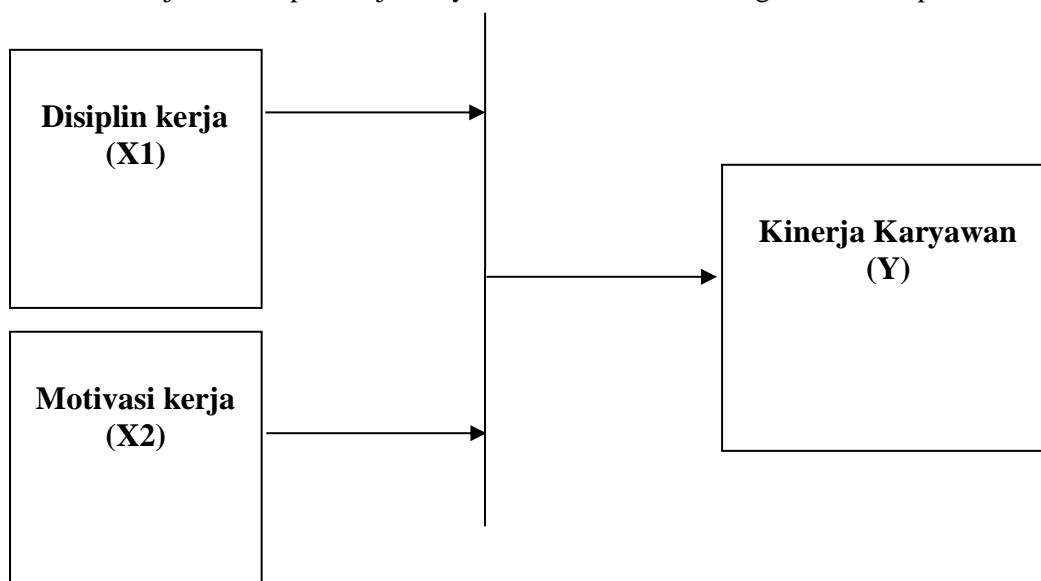 Disiplin kerja
(X1)
Kinerja Karyawan
(Y)
Motivasi kerja
(X2)